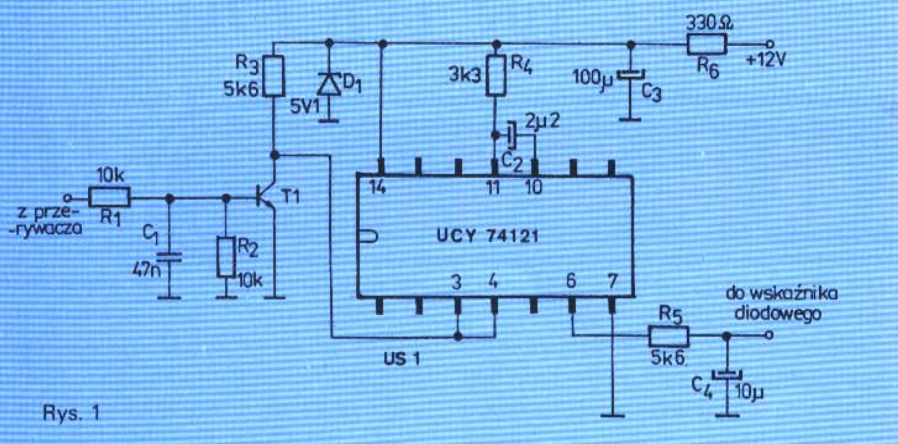 330Ω
R6
+12V
R3
5k6
5V1
D1
3k3
R4
100µ
C3
2µ2
C2
14
11
10
10k
R1
z prze-
-rywacza
T1
C1
47n
R2
10k
UCY 74121
3
4
6
7
do wskaźnika
diodowego
R5
5k6
C4
10µ
US 1
Rys. 1